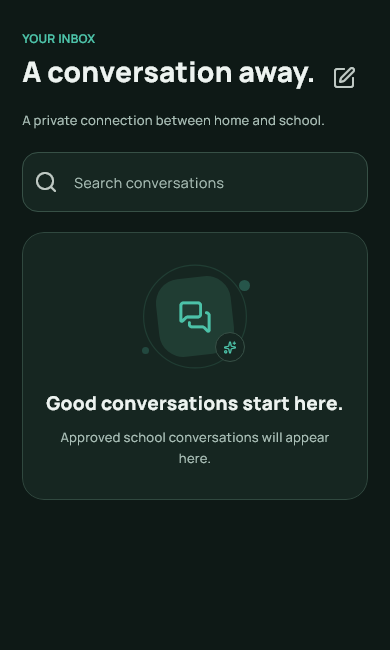 YOUR INBOX
A conversation away.
A private connection between home and school.
Search conversations
Good conversations start here.
Approved school conversations will appear
here.